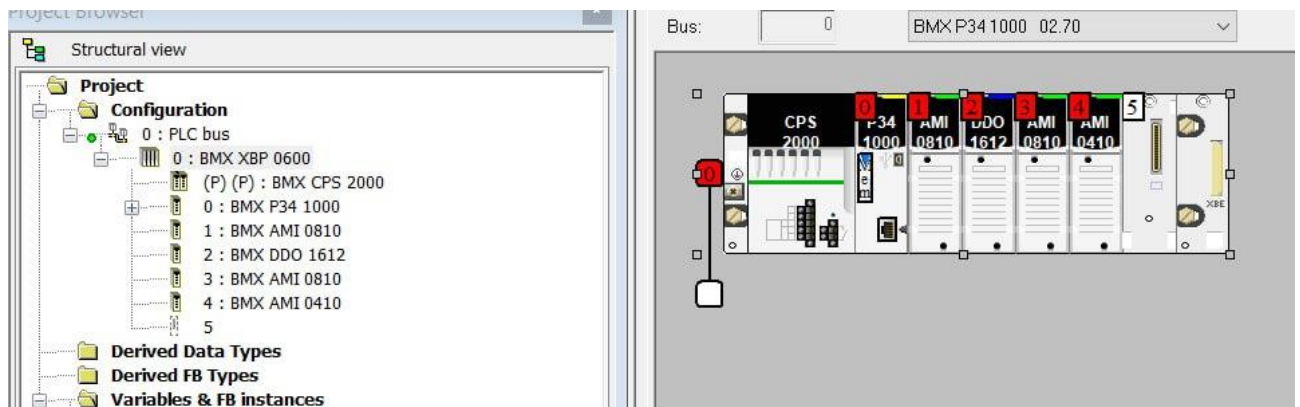 Project Browser
Structural view
Project
Configuration
0 : PLC bus
0 : BMX XBP 0600
(P) (P) : BMX CPS 2000
0 : BMX P34 1000
1 : BMX AMI 0810
2 : BMX DDO 1612
3 : BMX AMI 0810
4 : BMX AMI 0410
5
Derived Data Types
Derived FB Types
Variables & FB instances
Bus: 0 BMX P34 1000 02.70
0 1 2 3 4 5
CPS P34 AMI DDO AMI AMI
2000 1000 0810 1612 0810 0410
0
Mem
0
XBE